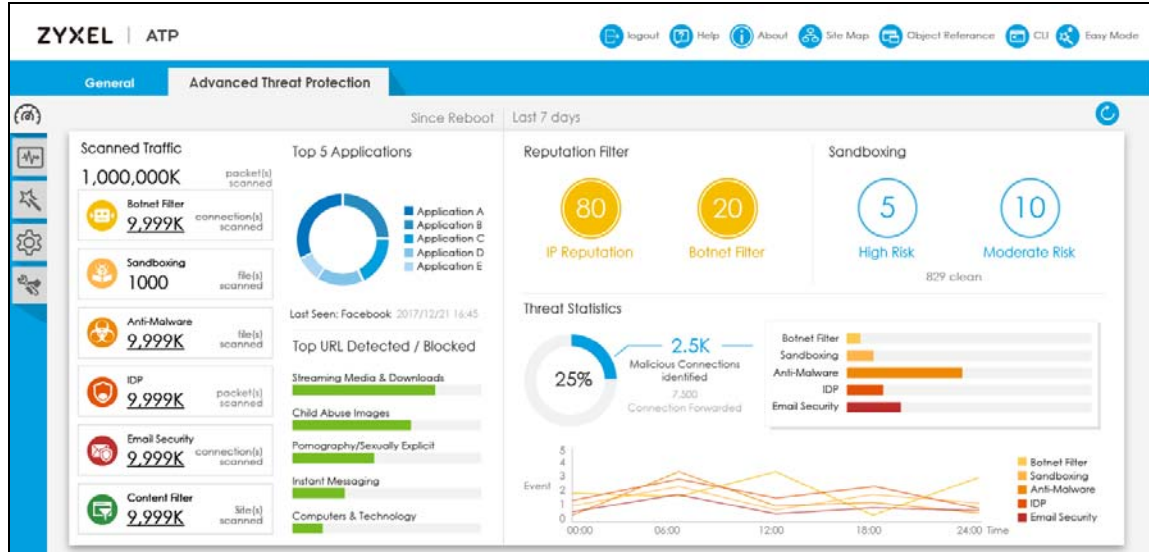 ZYXEL | ATP
logout Help About Site Map Object Referance CLI Easy Mode
General Advanced Threat Protection
Since Reboot Last 7 days
Scanned Traffic
1,000,000K packet(s) scanned
Botnet Filter
9,999K connection(s) scanned
Sandboxing
1000 file(s) scanned
Anti-Malware
9,999K file(s) scanned
IDP
9,999K packet(s) scanned
Email Security
9,999K connection(s) scanned
Content Filter
9,999K Site(s) scanned
Top 5 Applications
Application A
Application B
Application C
Application D
Application E
Last Seen: Facebook 2017/12/21 16:45
Top URL Detected / Blocked
Streaming Media & Downloads
Child Abuse Images
Pornography/Sexually Explicit
Instant Messaging
Computers & Technology
Reputation Filter
80 20
IP Reputation Botnet Filter
Sandboxing
5 10
High Risk Moderate Risk
829 clean
Threat Statistics
25%
2.5K
Malicious Connections
identified
7,500
Connection Forwarded
Botnet Filter
Sandboxing
Anti-Malware
IDP
Email Security
Event
5
4
3
2
1
0
00:00 06:00 12:00 18:00 24:00 Time
Botnet Filter
Sandboxing
Anti-Malware
IDP
Email Security